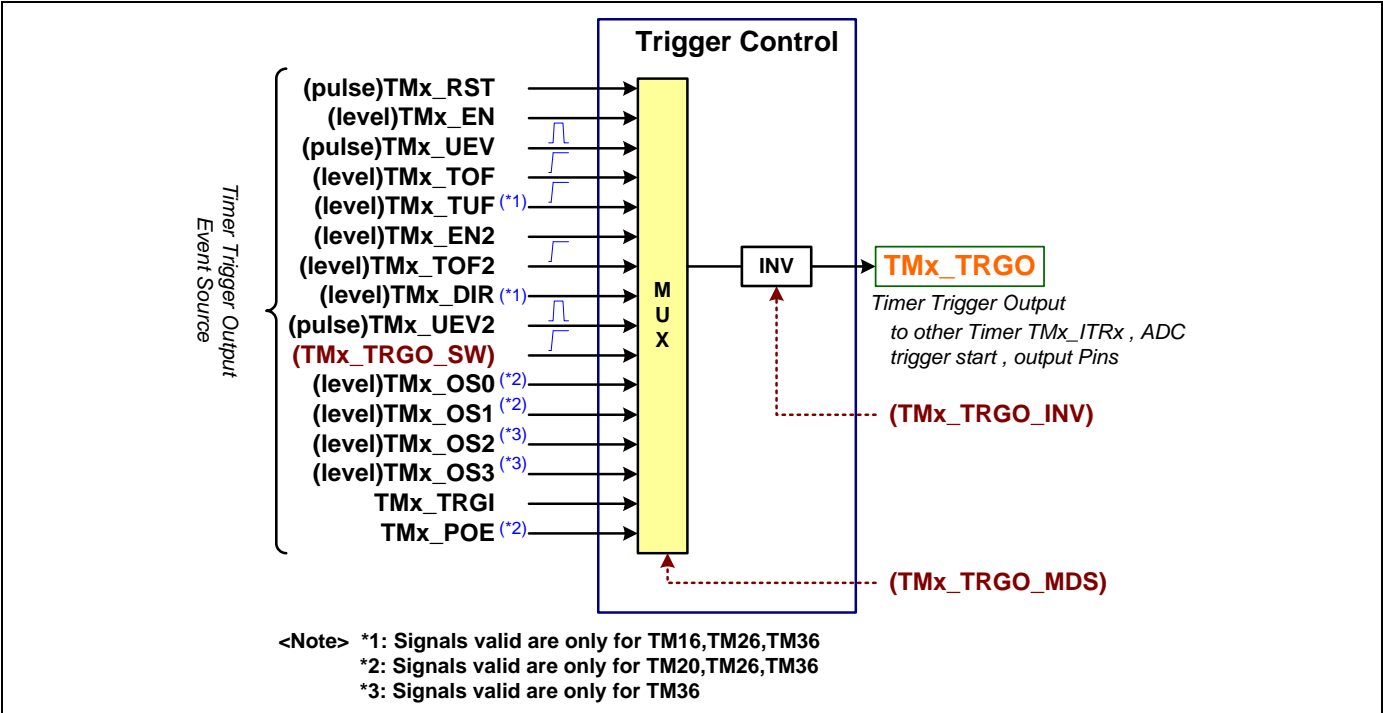 Trigger Control
Timer Trigger Output
Event Source
(pulse)TMx_RST
(level)TMx_EN
(pulse)TMx_UEV
(level)TMx_TOF
(level)TMx_TUF (*1)
(level)TMx_EN2
(level)TMx_TOF2
(level)TMx_DIR (*1)
(pulse)TMx_UEV2
(TMx_TRGO_SW)
(level)TMx_OS0 (*2)
(level)TMx_OS1 (*2)
(level)TMx_OS2 (*3)
(level)TMx_OS3 (*3)
TMx_TRGI
TMx_POE (*2)
M
U
X
INV
TMx_TRGO
Timer Trigger Output
to other Timer TMx_ITRx , ADC
trigger start , output Pins
(TMx_TRGO_INV)
(TMx_TRGO_MDS)
<Note> *1: Signals valid are only for TM16,TM26,TM36
*2: Signals valid are only for TM20,TM26,TM36
*3: Signals valid are only for TM36